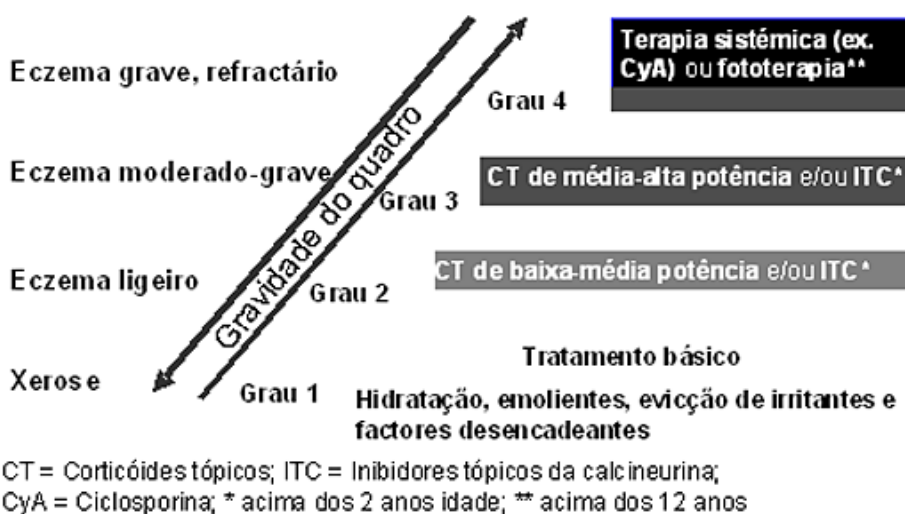 Eczema grave, refractário
Eczema moderado-grave
Eczema ligeiro
Xerose
Gravidade do quadro
Grau 4
Grau 3
Grau 2
Grau 1
Terapia sistémica (ex.
CyA) ou fototerapia**
CT de média-alta potência e/ou ITC*
CT de baixa-média potência e/ou ITC*
Tratamento básico
Hidratação, emolientes, evicção de irritantes e
factores desencadeantes
CT = Corticóides tópicos; ITC = Inibidores tópicos da calcineurina;
CyA = Ciclosporina; * acima dos 2 anos idade; ** acima dos 12 anos